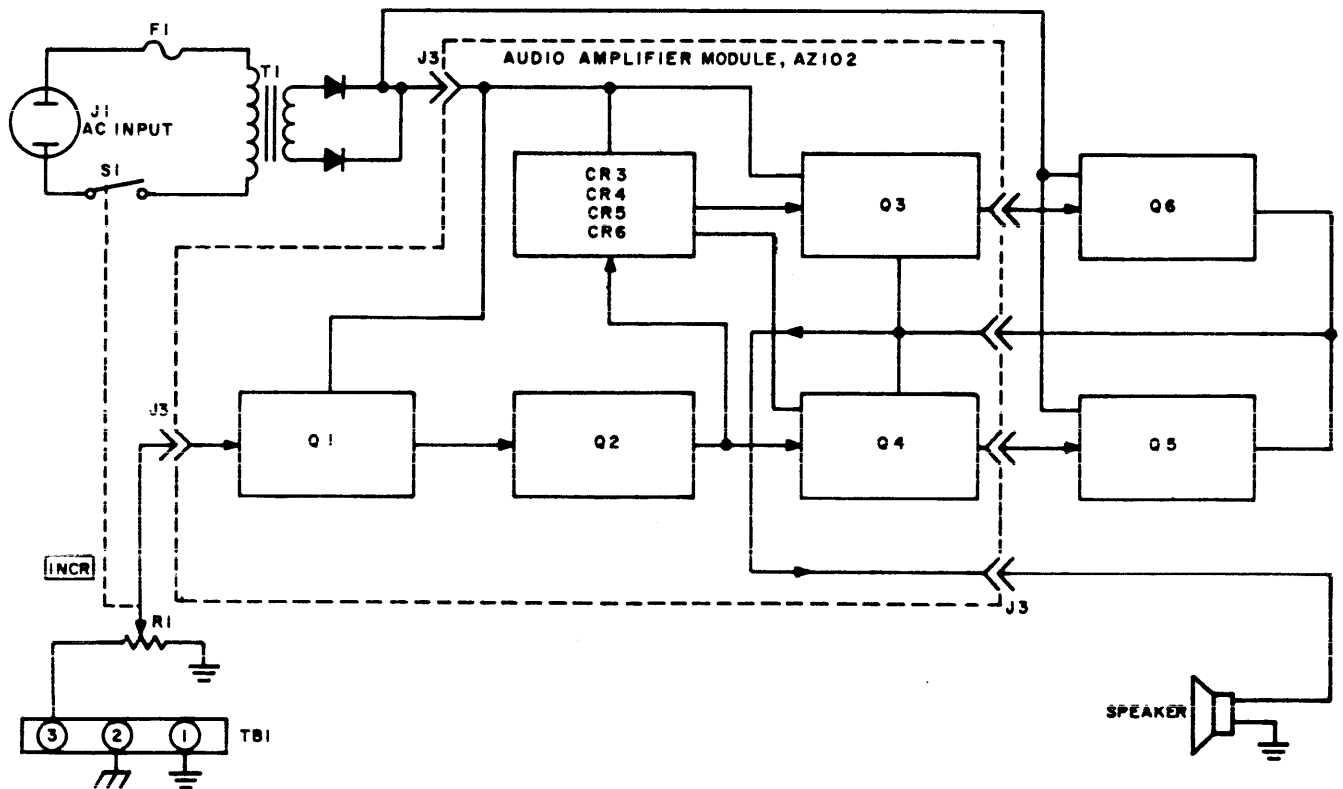 F1
J3
AUDIO AMPLIFIER MODULE, AZ102
T1
J1
AC INPUT
S1
CR3
CR4
CR5
CR6
Q3
Q6
J3
Q1
Q2
Q4
Q5
INCR
R1
J3
3
2
1
TB1
SPEAKER